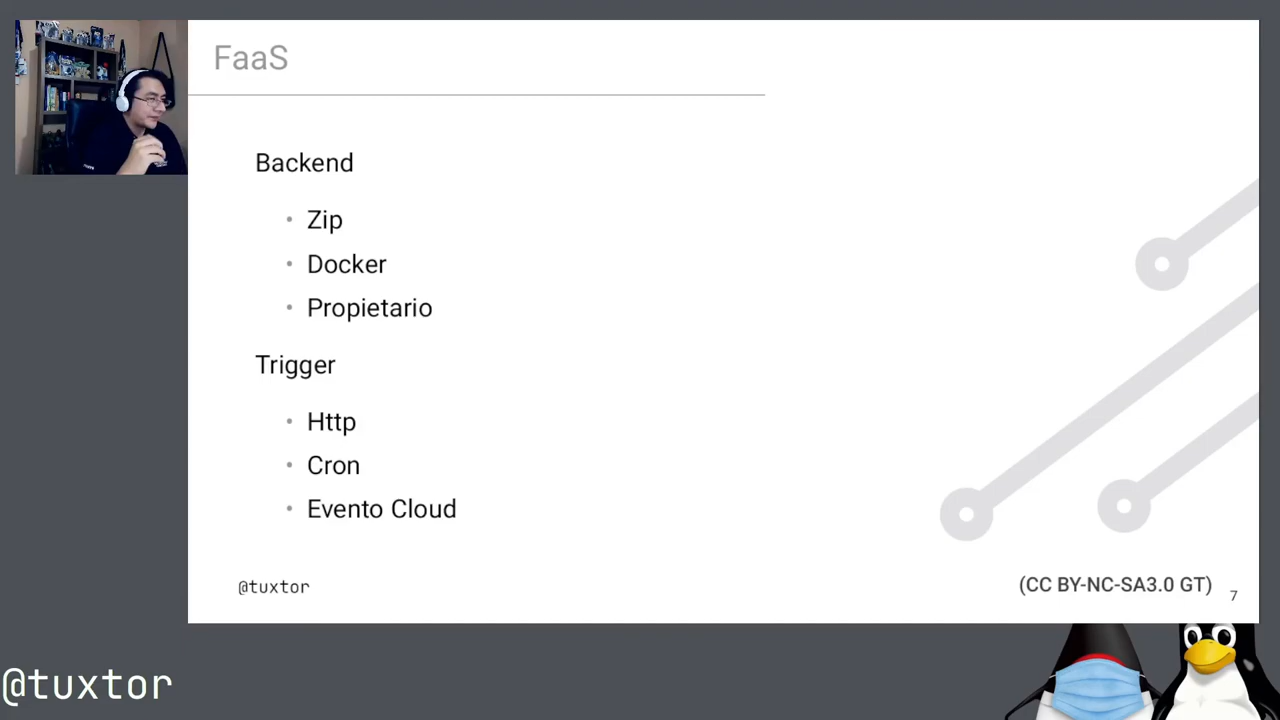 FaaS
Backend
• Zip
• Docker
• Propietario
Trigger
• Http
• Cron
• Evento Cloud
@tuxtor
(CC BY-NC-SA3.0 GT)
7
@tuxtor